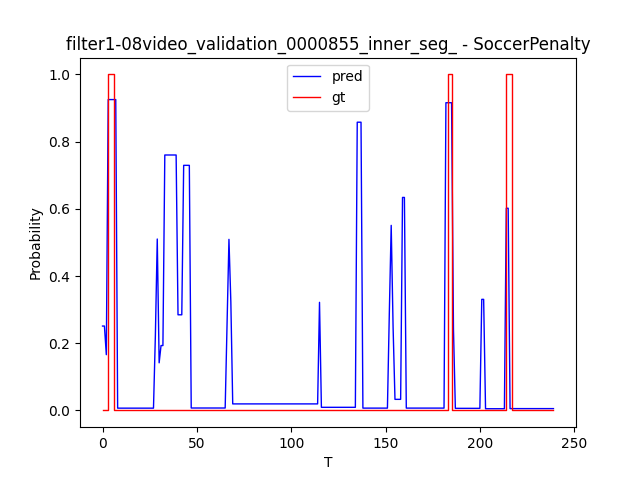 filter1-08video_validation_0000855_inner_seg_ - SoccerPenalty
pred
gt
1.0
0.8
0.6
0.4
0.2
0.0
Probability
0
50
100
150
200
250
T